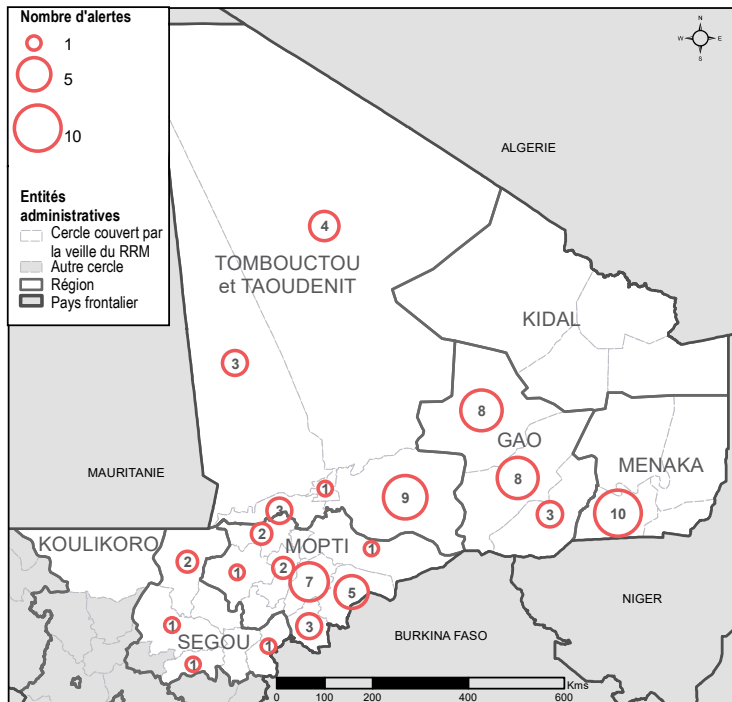 Nombre d'alertes
1
5
10
Entités
administratives
Cercle couvert par
la veille du RRM
Autre cercle
Région
Pays frontalier
N
W
E
S
ALGERIE
4
TOMBOUCTOU
et TAOUDENIT
KIDAL
3
8
GAO
MENAKA
MAURITANIE
8
1
9
3
3
10
2
KOULIKORO
MOPTI
1
2
1
2
7
5
NIGER
1
3
BURKINA FASO
SEGOU
1
1
Kms
0
100
200
400
600